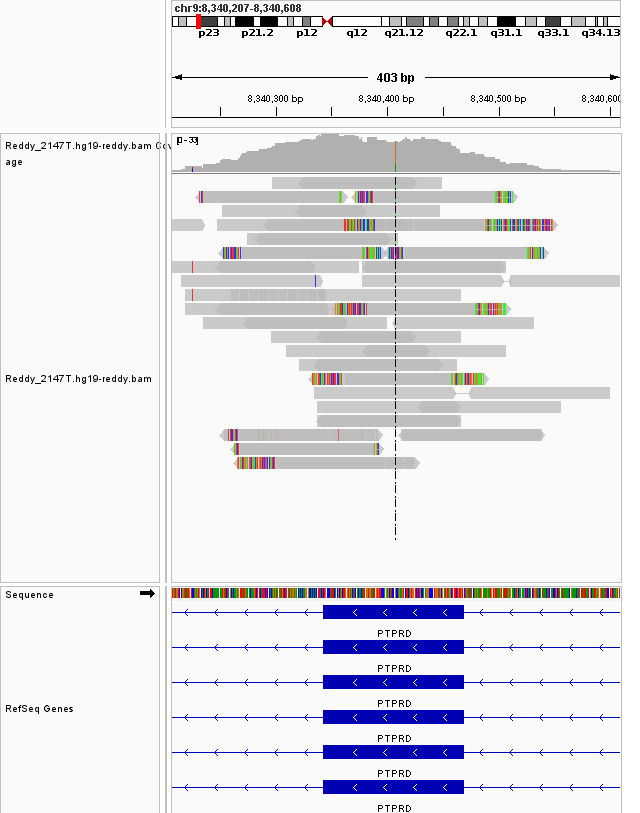 chr9:8,340,207-8,340,608
p23 p21.2 p12 q12 q21.12 q22.1 q31.1 q33.1 q34.13
403 bp
8,340,300 bp 8,340,400 bp 8,340,500 bp 8,340,600
Reddy_2147T.hg19-reddy.bam Cov
age
[0-33]
Reddy_2147T.hg19-reddy.bam
Sequence
RefSeq Genes
PTPRD
PTPRD
PTPRD
PTPRD
PTPRD
PTPRD